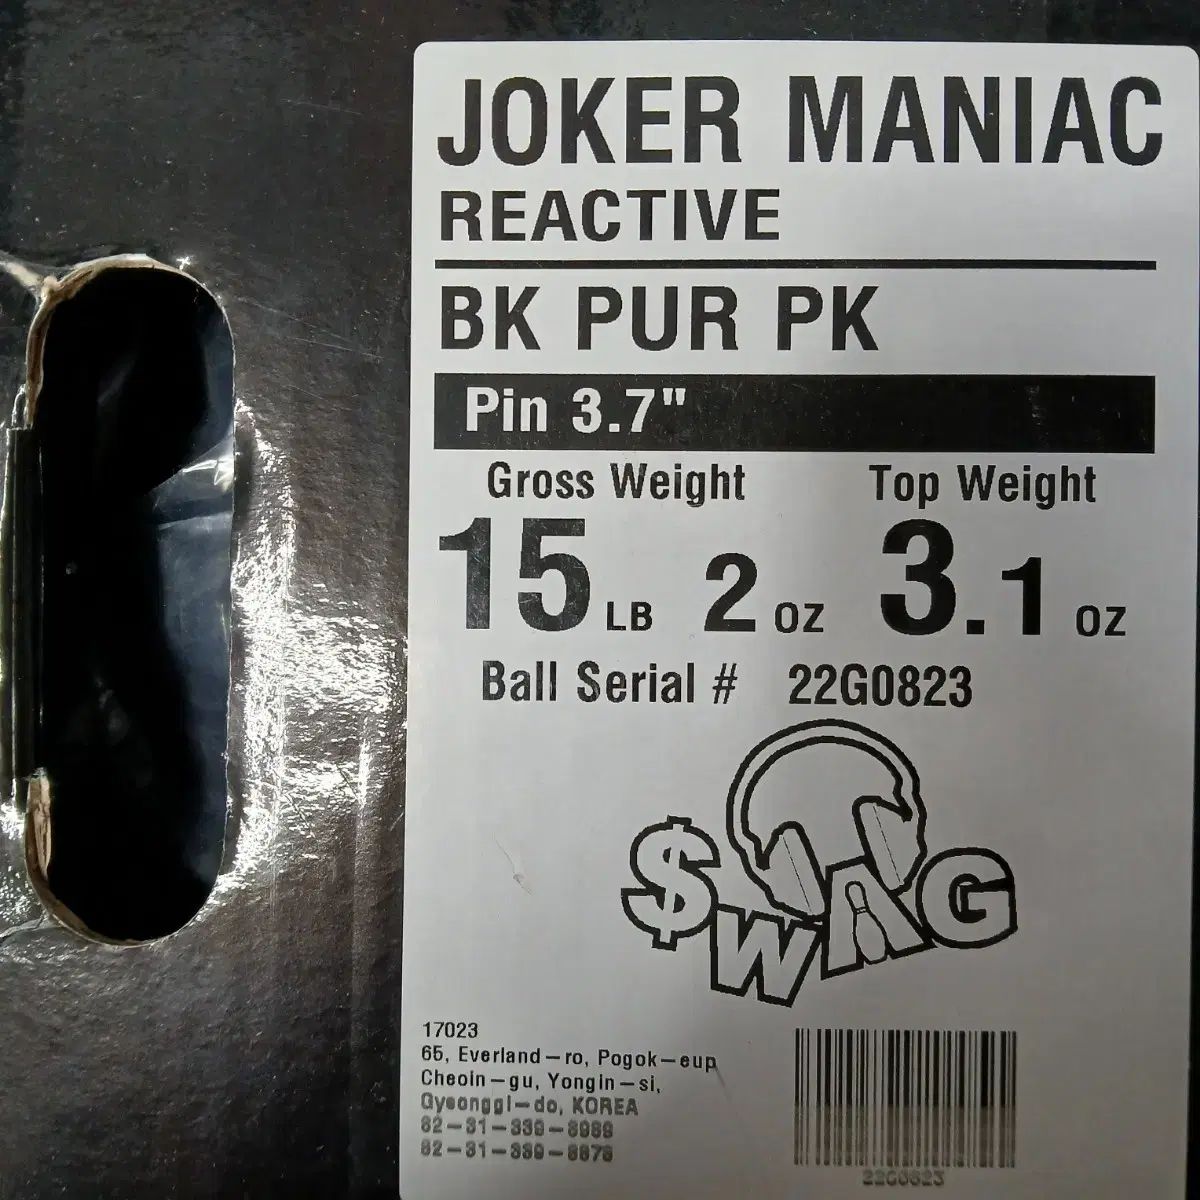 JOKER MANIAC
REACTIVE
BK PUR PK
Pin 3.7"
Gross Weight Top Weight
15 LB 2 OZ 3.1 OZ
Ball Serial # 22G0823
$WAG
17023
65, Everland-ro, Pogok-eup
Cheoin-gu, Yongin-si,
Gyeonggi-do, KOREA
22G0823